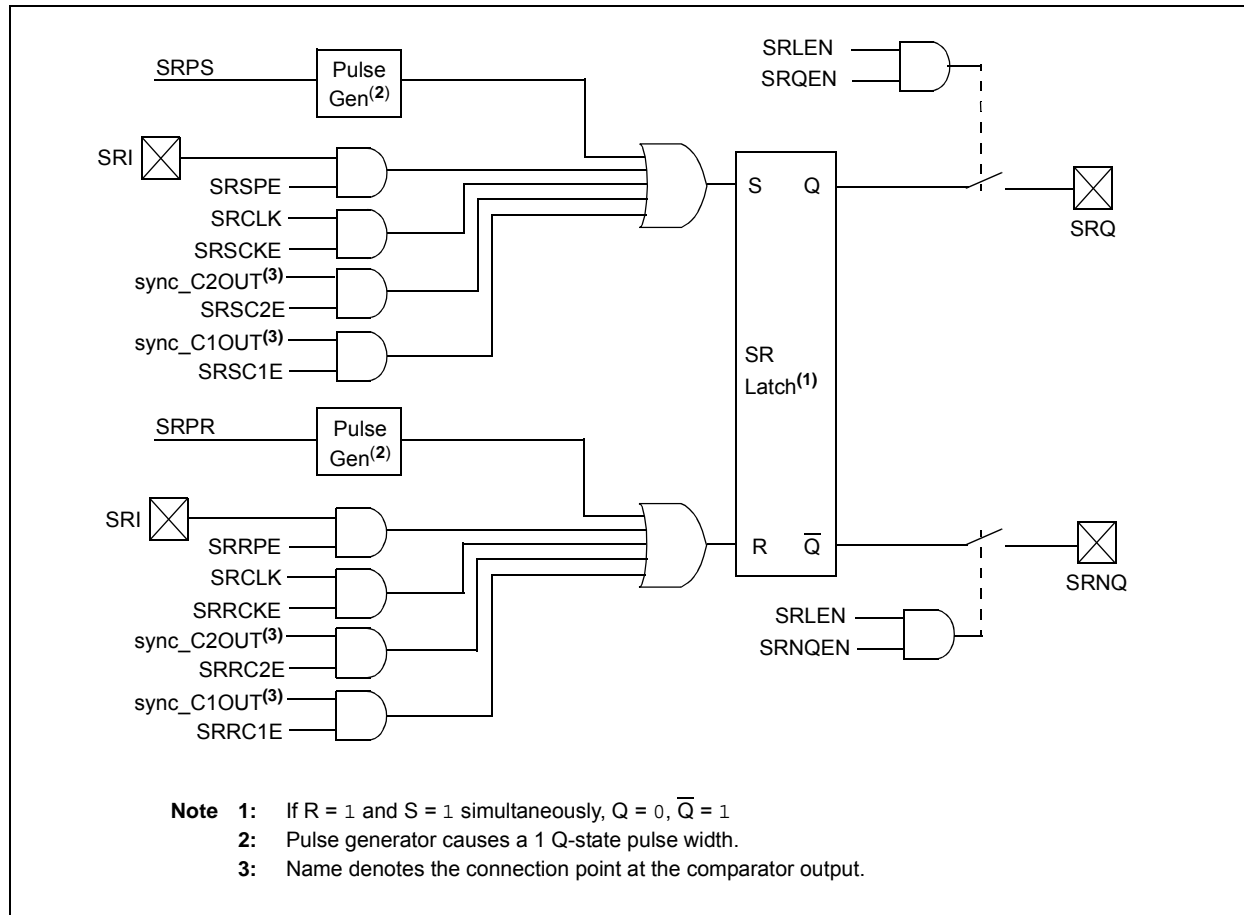 SRPS
Pulse
Gen(2)
SRI
SRSPE
SRCLK
SRSCKE
sync_C2OUT(3)
SRSC2E
sync_C1OUT(3)
SRSC1E
SRLEN
SRQEN
S Q
SRQ
SR
Latch(1)
SRPR
Pulse
Gen(2)
SRI
SRRPE
SRCLK
SRRCKE
sync_C2OUT(3)
SRRC2E
sync_C1OUT(3)
SRRC1E
R Q̅
SRNQ
SRLEN
SRNQEN
Note 1: If R = 1 and S = 1 simultaneously, Q = 0, Q̅ = 1
2: Pulse generator causes a 1 Q-state pulse width.
3: Name denotes the connection point at the comparator output.